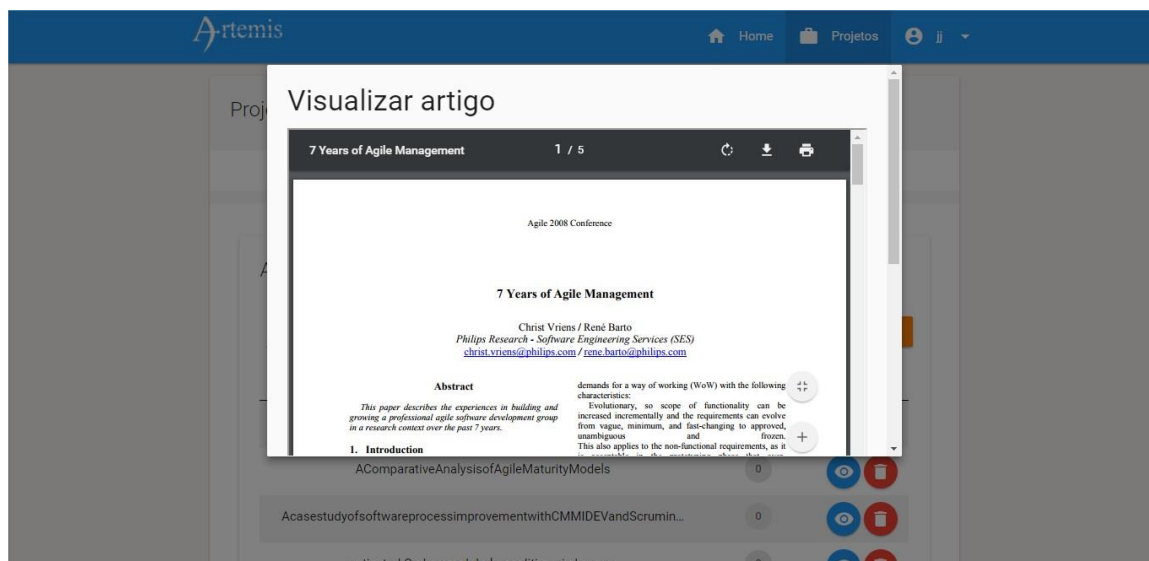 Artemis
Home Projetos jj
Visualizar artigo
Proj
7 Years of Agile Management 1 / 5
Agile 2008 Conference
7 Years of Agile Management
Christ Vriens / René Barto
Philips Research - Software Engineering Services (SES)
christ.vriens@philips.com / rene.barto@philips.com
Abstract
This paper describes the experiences in building and
growing a professional agile software development group
in a research context over the past 7 years.
1. Introduction
demands for a way of working (WoW) with the following
characteristics:
Evolutionary, so scope of functionality can be
increased incrementally and the requirements can evolve
from vague, minimum, and fast-changing to approved,
unambiguous and frozen.
This also applies to the non-functional requirements, as it
AComparativeAnalysisofAgileMaturityModels 0
AcasestudyofsoftwareprocessimprovementwithCMMIDEVandScrumin... 0